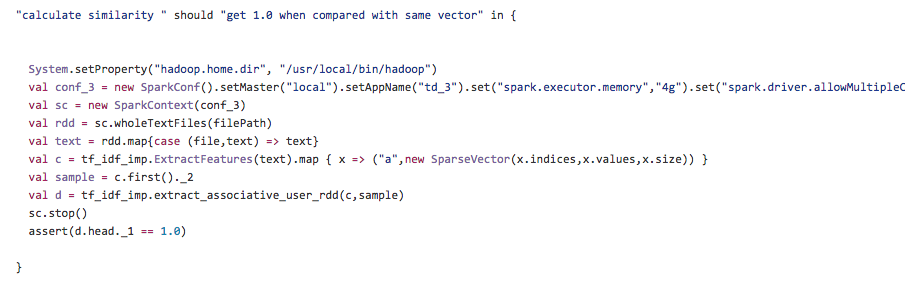 "calculate similarity " should "get 1.0 when compared with same vector" in {
System.setProperty("hadoop.home.dir", "/usr/local/bin/hadoop")
val conf_3 = new SparkConf().setMaster("local").setAppName("td_3").set("spark.executor.memory","4g").set("spark.driver.allowMultipleC
val sc = new SparkContext(conf_3)
val rdd = sc.wholeTextFiles(filePath)
val text = rdd.map{case (file,text) => text}
val c = tf_idf_imp.ExtractFeatures(text).map { x => ("a",new SparseVector(x.indices,x.values,x.size)) }
val sample = c.first()._2
val d = tf_idf_imp.extract_associative_user_rdd(c,sample)
sc.stop()
assert(d.head._1 == 1.0)
}